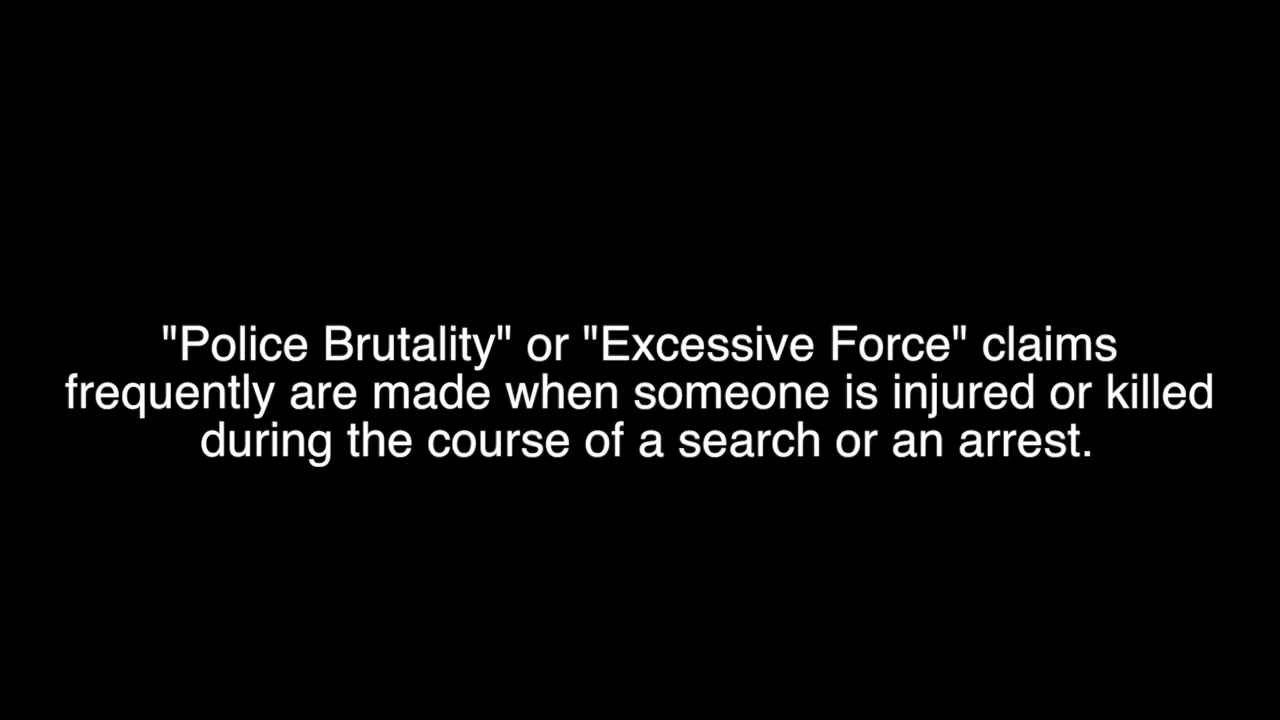 "Police Brutality" or "Excessive Force" claims
frequently are made when someone is injured or killed
during the course of a search or an arrest.